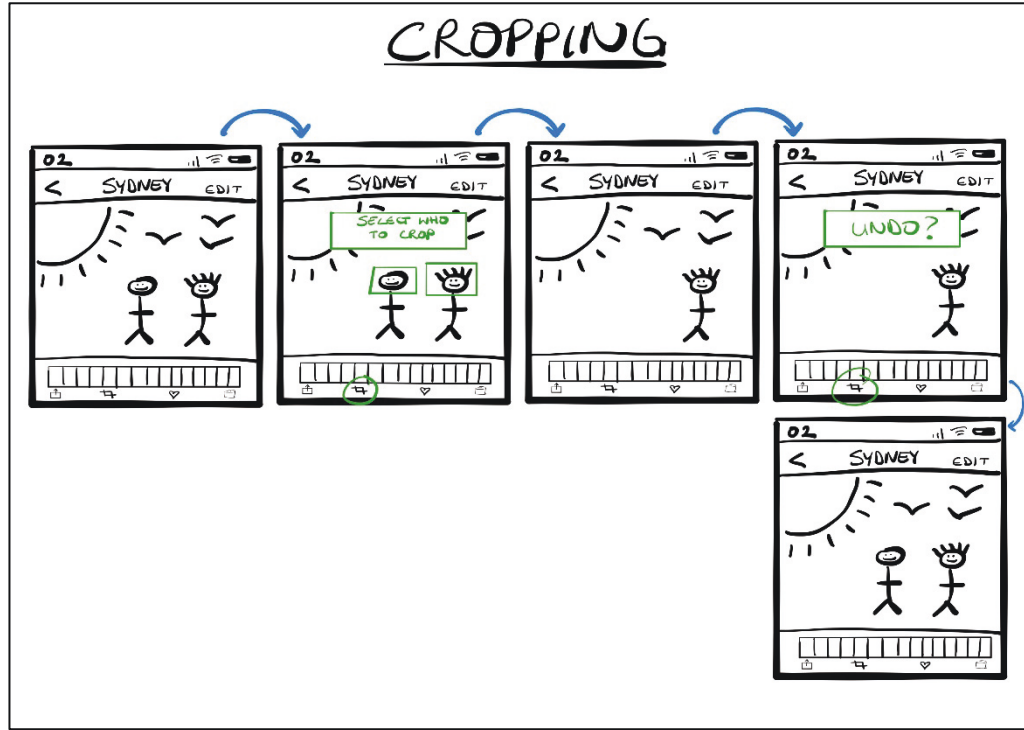 CROPPING
02
< SYDNEY EDIT
02
< SYDNEY EDIT
SELECT WHO
TO CROP
02
< SYDNEY EDIT
02
< SYDNEY EDIT
UNDO?
02
< SYDNEY EDIT